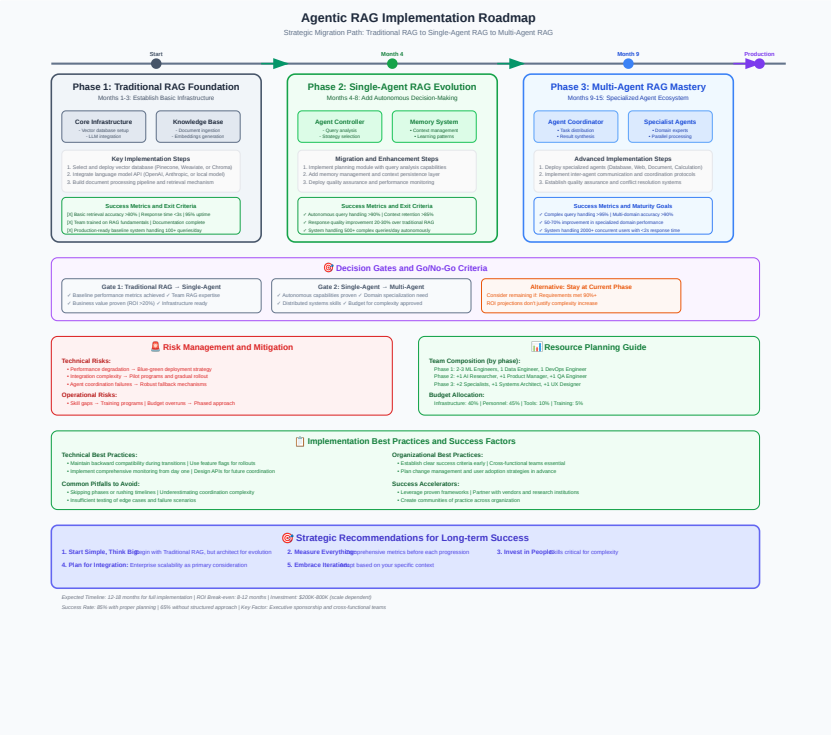 Agentic RAG Implementation Roadmap
Strategic Migration Path: Traditional RAG to Single-Agent RAG to Multi-Agent RAG
Start
Month 4
Month 9
Production
Phase 1: Traditional RAG Foundation
Months 1-3: Establish Basic Infrastructure
Core Infrastructure
- Vector database setup
- LLM integration
Knowledge Base
- Document ingestion
- Embeddings generation
Key Implementation Steps
1. Select and deploy vector database (Pinecone, Weaviate, or Chroma)
2. Integrate language model API (OpenAI, Anthropic, or local model)
3. Build document processing pipeline and retrieval mechanism
Success Metrics and Exit Criteria
[X] Basic retrieval accuracy >80% | Response time <3s | 95% uptime
[X] Team trained on RAG fundamentals | Documentation complete
[X] Production-ready baseline system handling 100+ queries/day
Phase 2: Single-Agent RAG Evolution
Months 4-8: Add Autonomous Decision-Making
Agent Controller
- Query analysis
- Strategy selection
Memory System
• Context management
• Learning patterns
Migration and Enhancement Steps
1. Implement planning module with query analysis capabilities
2. Add memory management and context persistence layer
3. Deploy quality assurance and performance monitoring
Success Metrics and Exit Criteria
✓ Autonomous query handling >90% | Context retention >85%
✓ Response quality improvement 20-30% over traditional RAG
✓ System handling 500+ complex queries/day autonomously
Phase 3: Multi-Agent RAG Mastery
Months 9-15: Specialized Agent Ecosystem
Agent Coordinator
• Task distribution
• Result synthesis
Specialist Agents
• Domain experts
• Parallel processing
Advanced Implementation Steps
1. Deploy specialized agents (Database, Web, Document, Calculation)
2. Implement inter-agent communication and coordination protocols
3. Establish quality assurance and conflict resolution systems
Success Metrics and Maturity Goals
✓ Complex query handling >95% | Multi-domain accuracy >90%
✓ 50-70% improvement in specialized domain performance
✓ System handling 2000+ concurrent users with <2s response time
🎯 Decision Gates and Go/No-Go Criteria
Gate 1: Traditional RAG → Single-Agent
✓ Baseline performance metrics achieved ✓ Team RAG expertise
✓ Business value proven (ROI >20%) ✓ Infrastructure ready
Gate 2: Single-Agent → Multi-Agent
✓ Autonomous capabilities proven ✓ Domain specialization need
✓ Distributed systems skills ✓ Budget for complexity approved
Alternative: Stay at Current Phase
Consider remaining if: Requirements met 90%+
ROI projections don't justify complexity increase
🚨 Risk Management and Mitigation
Technical Risks:
• Performance degradation → Blue-green deployment strategy
• Integration complexity → Pilot programs and gradual rollout
• Agent coordination failures → Robust fallback mechanisms
Operational Risks:
• Skill gaps → Training programs | Budget overruns → Phased approach
📊 Resource Planning Guide
Team Composition (by phase):
Phase 1: 2-3 ML Engineers, 1 Data Engineer, 1 DevOps Engineer
Phase 2: +1 AI Researcher, +1 Product Manager, +1 QA Engineer
Phase 3: +2 Specialists, +1 Systems Architect, +1 UX Designer
Budget Allocation:
Infrastructure: 40% | Personnel: 45% | Tools: 10% | Training: 5%
📋 Implementation Best Practices and Success Factors
Technical Best Practices:
• Maintain backward compatibility during transitions | Use feature flags for rollouts
• Implement comprehensive monitoring from day one | Design APIs for future coordination
Common Pitfalls to Avoid:
• Skipping phases or rushing timelines | Underestimating coordination complexity
• Insufficient testing of edge cases and failure scenarios
Organizational Best Practices:
• Establish clear success criteria early | Cross-functional teams essential
• Plan change management and user adoption strategies in advance
Success Accelerators:
• Leverage proven frameworks | Partner with vendors and research institutions
• Create communities of practice across organization
🎯 Strategic Recommendations for Long-term Success
1. Start Simple, Think Big: Begin with Traditional RAG, but architect for evolution
2. Measure Everything: Comprehensive metrics before each progression
3. Invest in People: Skills critical for complexity
4. Plan for Integration: Enterprise scalability as primary consideration
5. Embrace Iteration: Adapt based on your specific context
Expected Timeline: 12-18 months for full implementation | ROI Break-even: 8-12 months | Investment: $200K-800K (scale dependent)
Success Rate: 85% with proper planning | 65% without structured approach | Key Factor: Executive sponsorship and cross-functional teams